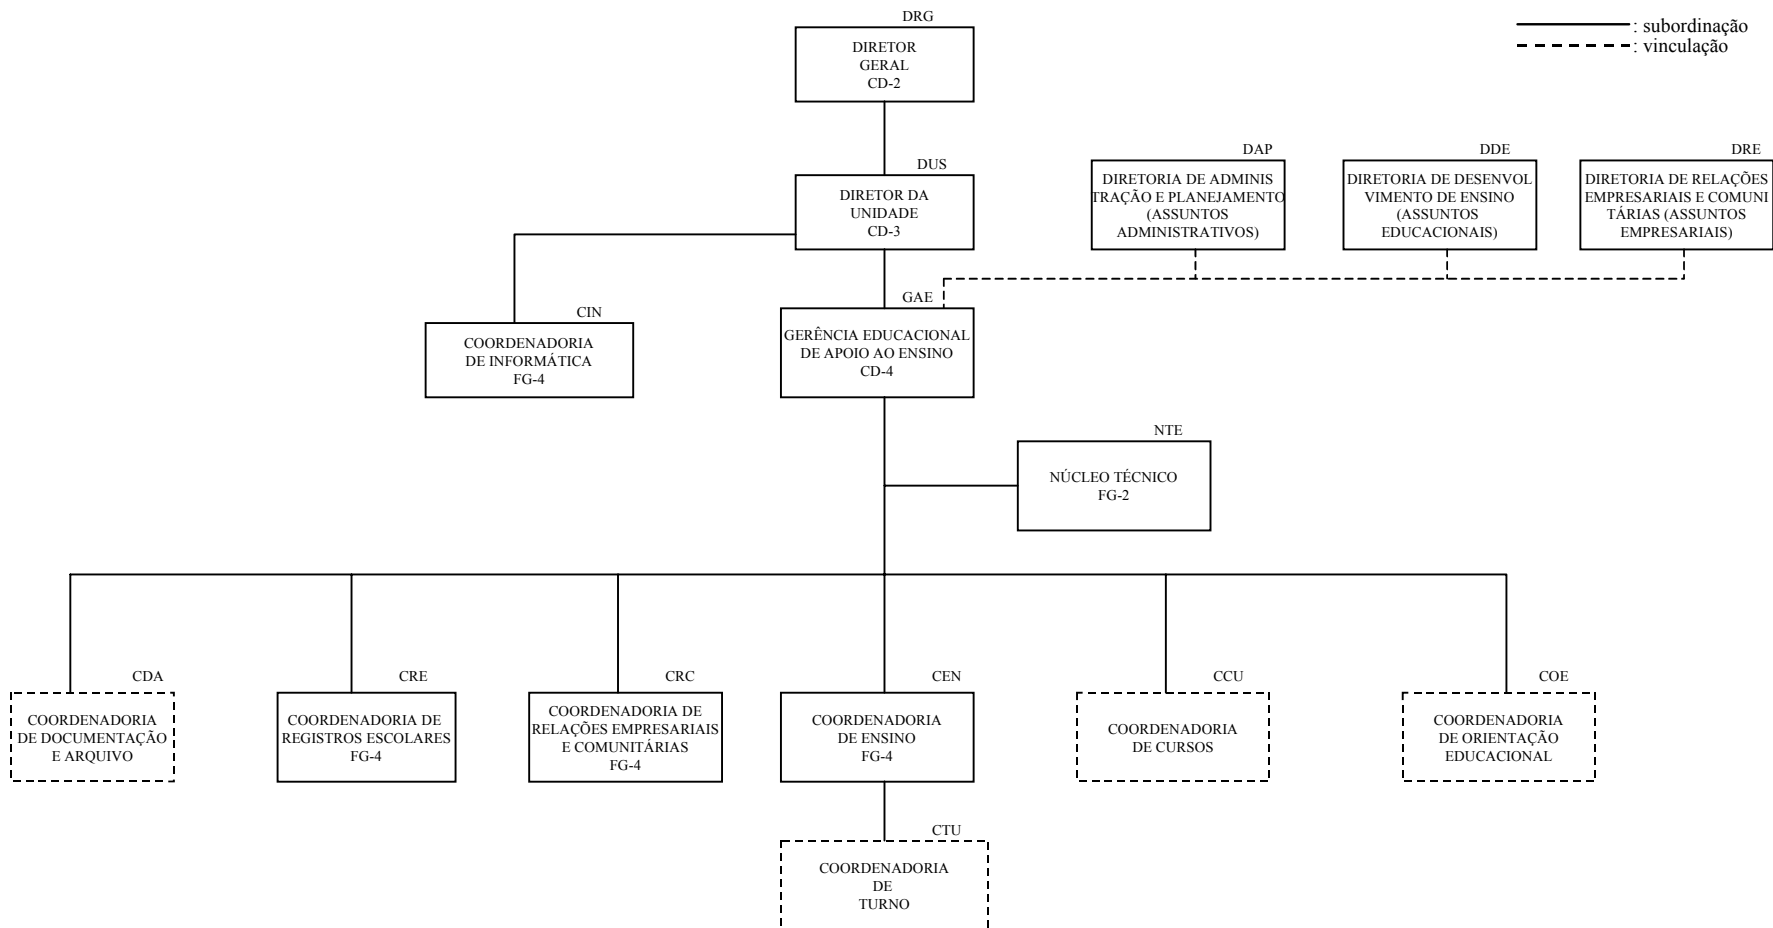 DRG
DIRETOR
GERAL
CD-2
: subordinação
: vinculação
DUS
DIRETOR DA
UNIDADE
CD-3
DAP
DIRETORIA DE ADMINIS
TRAÇÃO E PLANEJAMENTO
(ASSUNTOS
ADMINISTRATIVOS)
DDE
DIRETORIA DE DESENVOL
VIMENTO DE ENSINO
(ASSUNTOS
EDUCACIONAIS)
DRE
DIRETORIA DE RELAÇÕES
EMPRESARIAIS E COMUNI
TÁRIAS (ASSUNTOS
EMPRESARIAIS)
CIN
COORDENADORIA
DE INFORMÁTICA
FG-4
GAE
GERÊNCIA EDUCACIONAL
DE APOIO AO ENSINO
CD-4
NTE
NÚCLEO TÉCNICO
FG-2
CDA
COORDENADORIA
DE DOCUMENTAÇÃO
E ARQUIVO
CRE
COORDENADORIA DE
REGISTROS ESCOLARES
FG-4
CRC
COORDENADORIA DE
RELAÇÕES EMPRESARIAIS
E COMUNITÁRIAS
FG-4
CEN
COORDENADORIA
DE ENSINO
FG-4
CCU
COORDENADORIA
DE CURSOS
COE
COORDENADORIA
DE ORIENTAÇÃO
EDUCACIONAL
CTU
COORDENADORIA
DE
TURNO